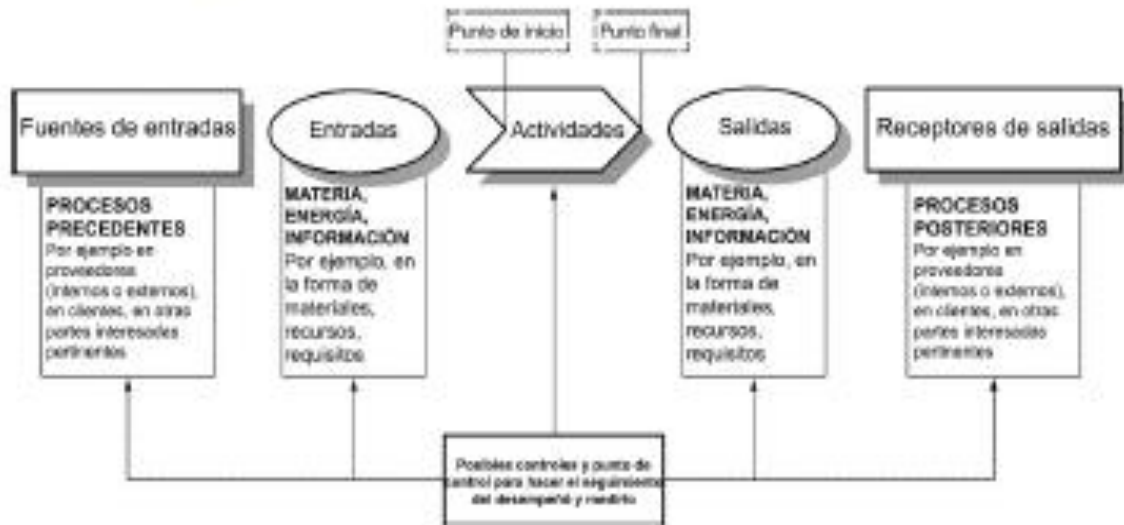 Punto de inicio
Punto final
Fuentes de entradas
Entradas
Actividades
Salidas
Receptores de salidas
PROCESOS
PRECEDENTES
Por ejemplo en
proveedores
(internos o externos),
en clientes, en otras
partes interesadas
pertinentes
MATERIA,
ENERGÍA,
INFORMACIÓN
Por ejemplo, en
la forma de
materiales,
recursos,
requisitos
MATERIA,
ENERGÍA,
INFORMACIÓN
Por ejemplo, en
la forma de
materiales,
recursos,
requisitos
PROCESOS
POSTERIORES
Por ejemplo en
proveedores
(internos o externos),
en clientes, en otras
partes interesadas
pertinentes
Posibles controles y punto de
control para hacer el seguimiento
del desempeño y medirlo